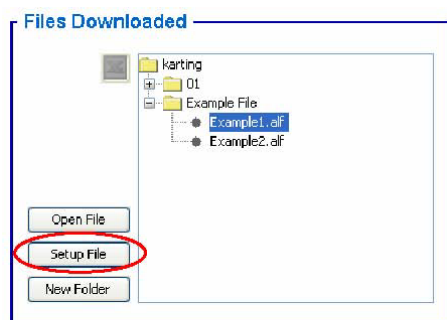 Files Downloaded
karting
01
Example File
Example1.alf
Example2.alf
Open File
Setup File
New Folder